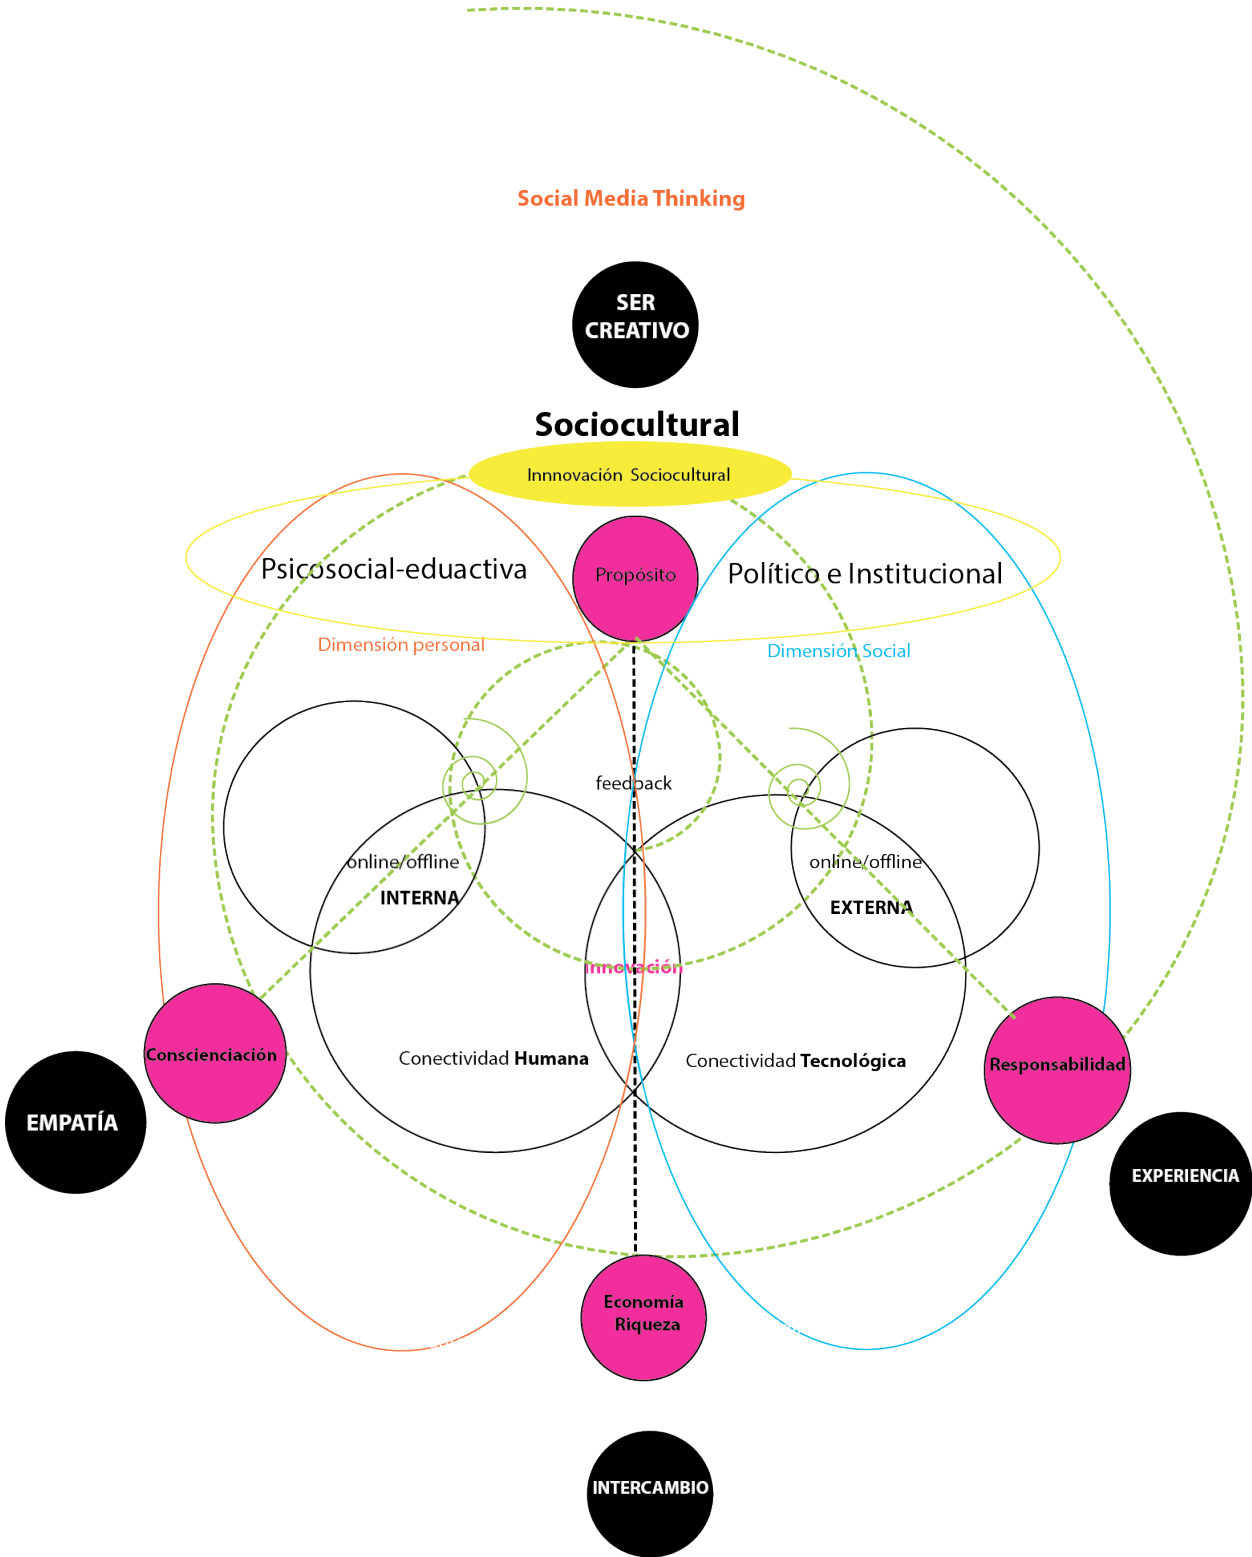 Social Media Thinking
SER
CREATIVO
Sociocultural
Innnovación Sociocultural
Psicosocial-eduactiva
Propósito
Político e Institucional
Dimensión personal
Dimensión Social
feedback
online/offline
INTERNA
online/offline
EXTERNA
Innovación
Conscienciación
Conectividad Humana
Conectividad Tecnológica
Responsabilidad
EMPATÍA
EXPERIENCIA
Economía
Riqueza
INTERCAMBIO